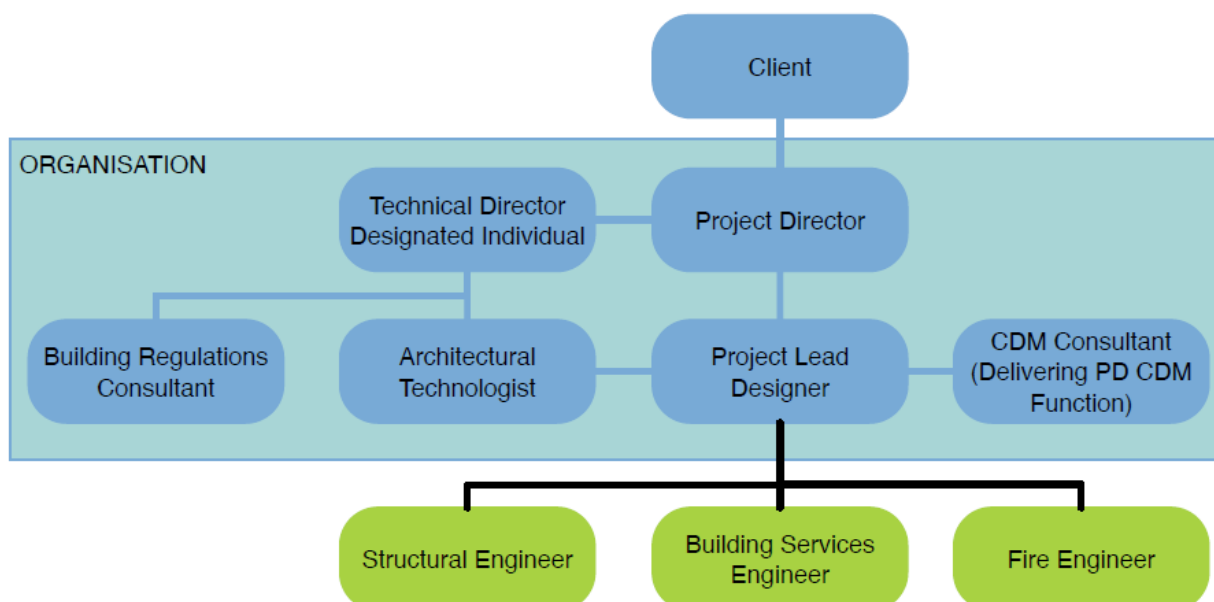 Client
ORGANISATION
Technical Director
Designated Individual
Project Director
Building Regulations
Consultant
Architectural
Technologist
Project Lead
Designer
CDM Consultant
(Delivering PD CDM
Function)
Structural Engineer
Building Services
Engineer
Fire Engineer